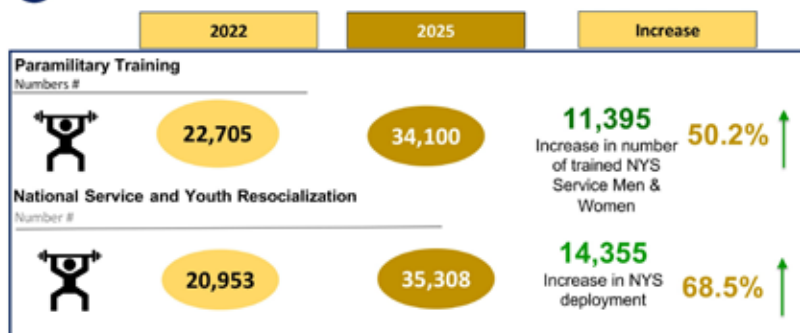 2022 2025 Increase
Paramilitary Training
Numbers #
22,705 34,100 11,395 50.2%
Increase in number
of trained NYS
Service Men &
Women
National Service and Youth Resocialization
Number #
20,953 35,308 14,355 68.5%
Increase in NYS
deployment